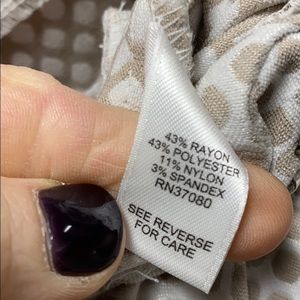 43% RAYON
43% POLYESTER
11% NYLON
3% SPANDEX
RN37080
SEE REVERSE
FOR CARE